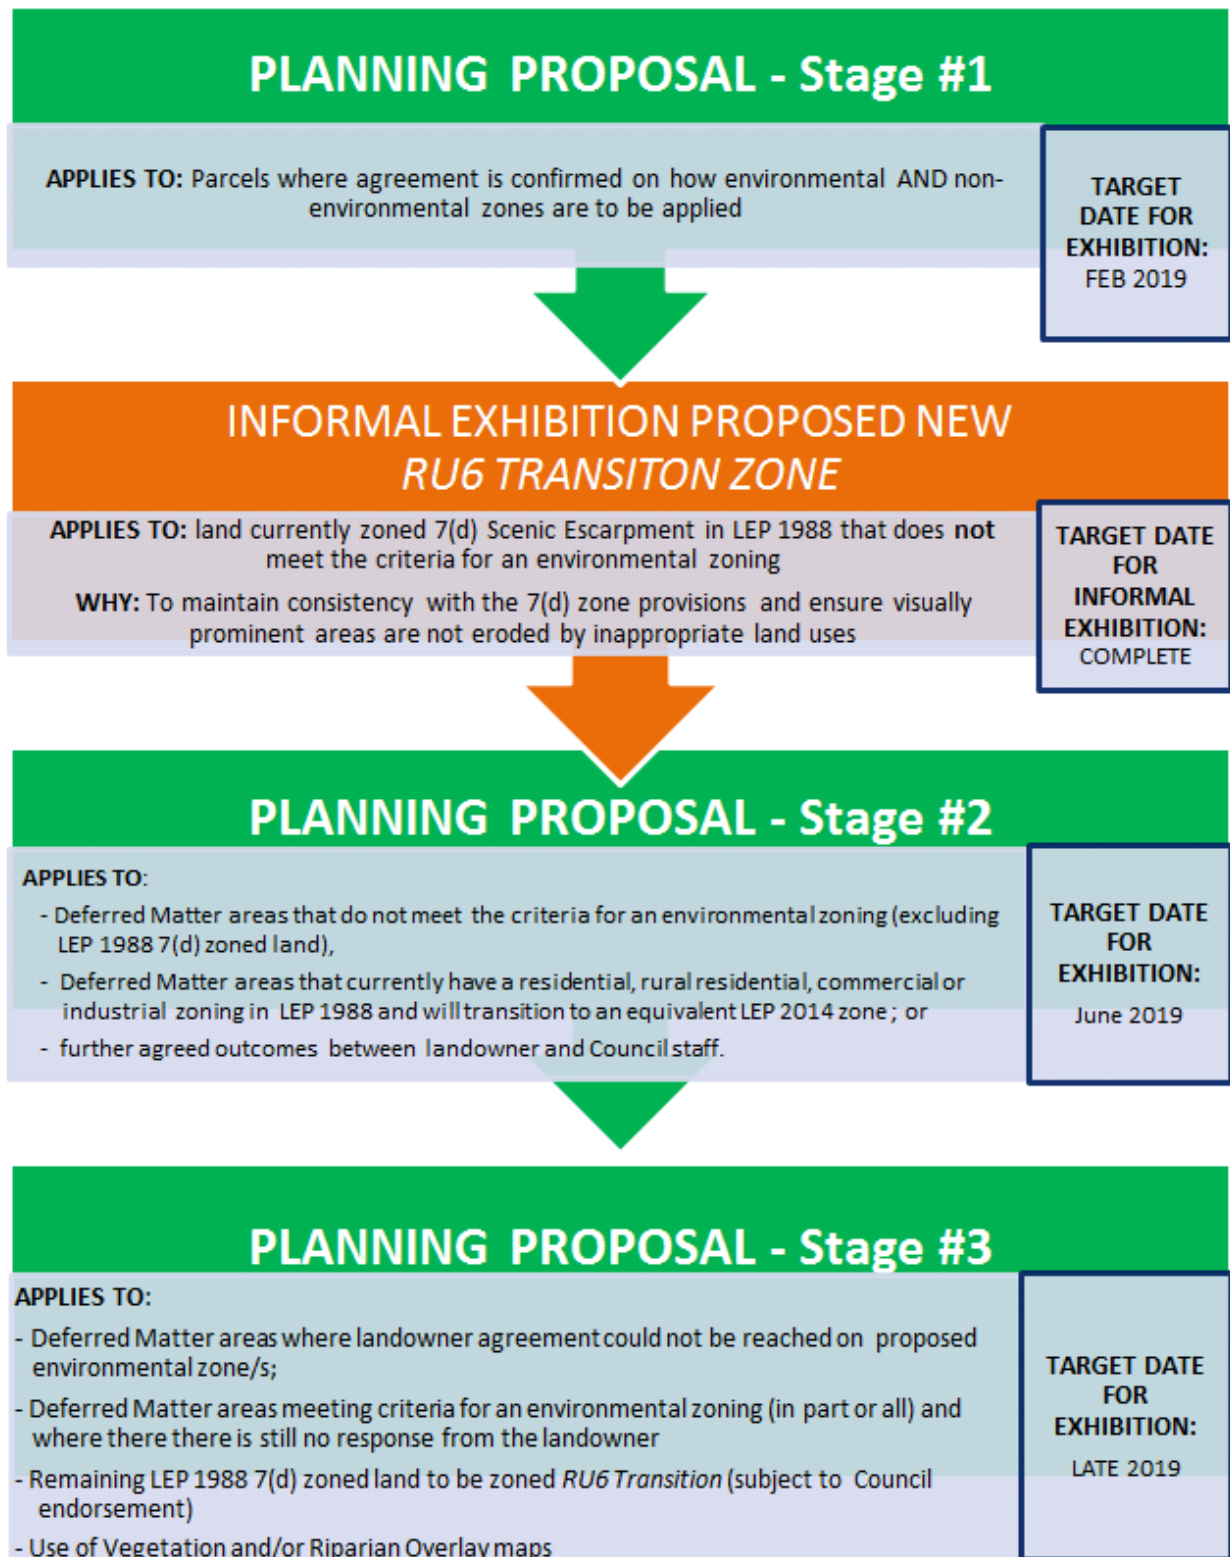 PLANNING PROPOSAL - Stage #1
APPLIES TO: Parcels where agreement is confirmed on how environmental AND non-
environmental zones are to be applied
TARGET
DATE FOR
EXHIBITION:
FEB 2019
INFORMAL EXHIBITION PROPOSED NEW
RU6 TRANSITON ZONE
APPLIES TO: land currently zoned 7(d) Scenic Escarpment in LEP 1988 that does not
meet the criteria for an environmental zoning
WHY: To maintain consistency with the 7(d) zone provisions and ensure visually
prominent areas are not eroded by inappropriate land uses
TARGET DATE
FOR
INFORMAL
EXHIBITION:
COMPLETE
PLANNING PROPOSAL - Stage #2
APPLIES TO:
- Deferred Matter areas that do not meet the criteria for an environmental zoning (excluding
LEP 1988 7(d) zoned land),
- Deferred Matter areas that currently have a residential, rural residential, commercial or
industrial zoning in LEP 1988 and will transition to an equivalent LEP 2014 zone; or
- further agreed outcomes between landowner and Council staff.
TARGET DATE
FOR
EXHIBITION:
June 2019
PLANNING PROPOSAL - Stage #3
APPLIES TO:
- Deferred Matter areas where landowner agreement could not be reached on proposed
environmental zone/s;
- Deferred Matter areas meeting criteria for an environmental zoning (in part or all) and
where there there is still no response from the landowner
- Remaining LEP 1988 7(d) zoned land to be zoned RU6 Transition (subject to Council
endorsement)
- Use of Vegetation and/or Riparian Overlay maps
TARGET DATE
FOR
EXHIBITION:
LATE 2019